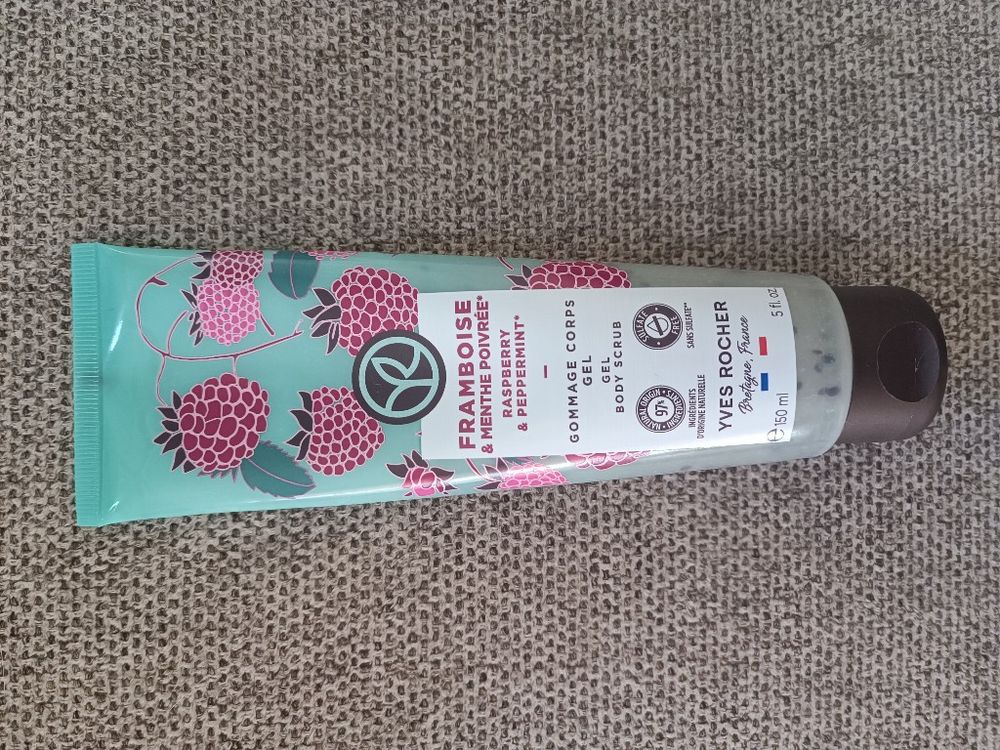 FRAMBOISE
& MENTHE POIVRÉE*
RASPBERRY
& PEPPERMINT*
GOMMAGE CORPS
GEL
GEL
BODY SCRUB
NATURAL ORIGIN
97%
INGRÉDIENTS
D'ORIGINE NATURELLE
SULFATE
FREE
SANS SULFATE**
YVES ROCHER
Bretagne, France
℮150 ml
5 fl. oz